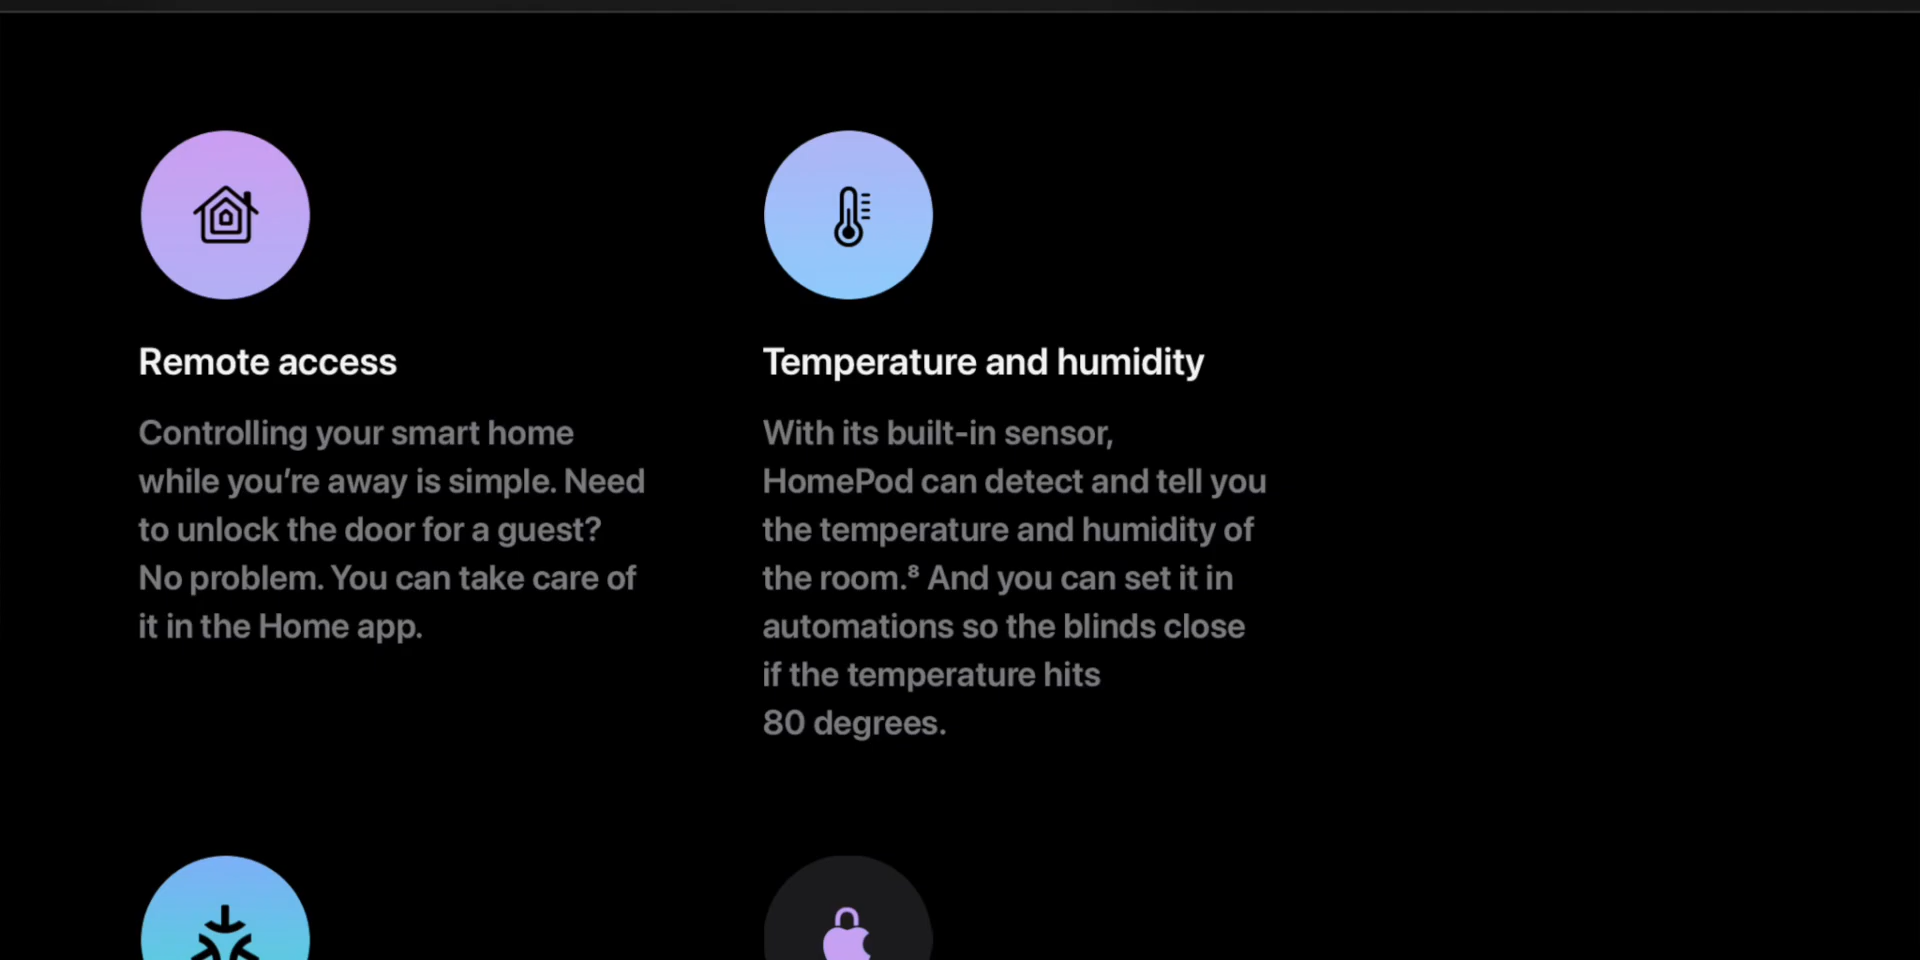 Remote access
Controlling your smart home
while you’re away is simple. Need
to unlock the door for a guest?
No problem. You can take care of
it in the Home app.
Temperature and humidity
With its built-in sensor,
HomePod can detect and tell you
the temperature and humidity of
the room.⁸ And you can set it in
automations so the blinds close
if the temperature hits
80 degrees.